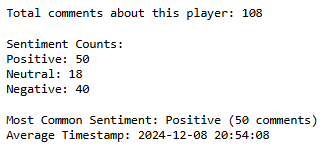 Total comments about this player: 108
Sentiment Counts:
Positive: 50
Neutral: 18
Negative: 40
Most Common Sentiment: Positive (50 comments)
Average Timestamp: 2024-12-08 20:54:08